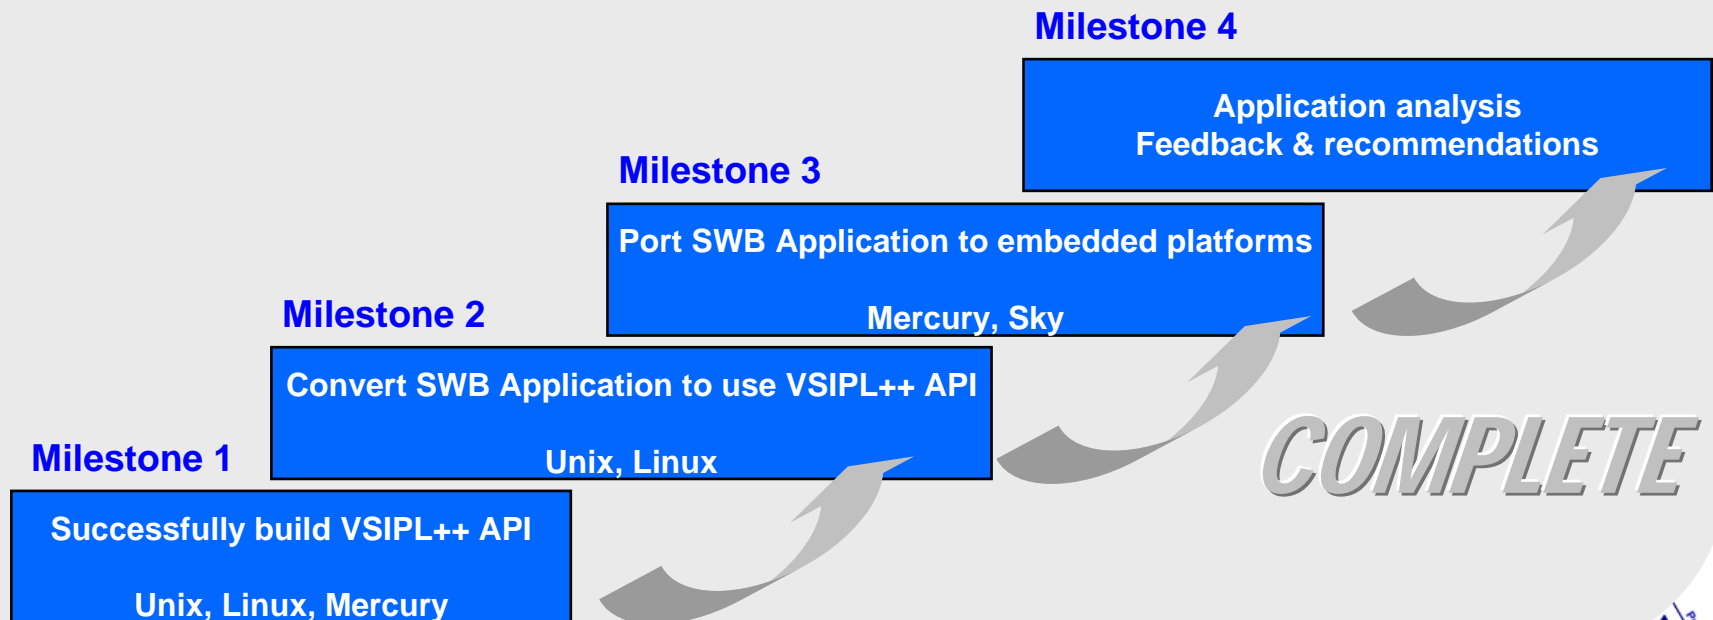 Milestone 4
Application analysis
Feedback & recommendations
Milestone 3
Port SWB Application to embedded platforms
Mercury, Sky
Milestone 2
Convert SWB Application to use VSIPL++ API
Unix, Linux
COMPLETE
Milestone 1
Successfully build VSIPL++ API
Unix, Linux, Mercury